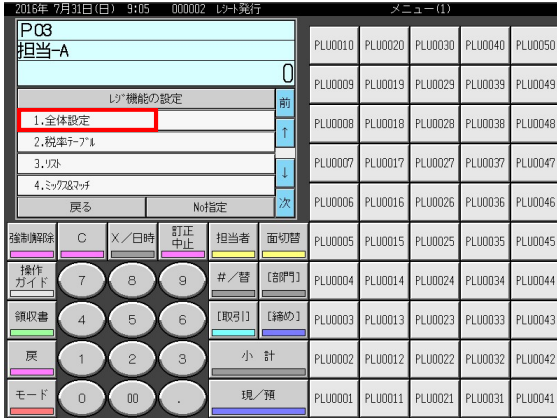 2016年 7月31日(日) 9:05 000002 ﾚｼｰﾄ発行
メニュー(1)
P03
担当-A
0
ﾚｼﾞ機能の設定
前
1.全体設定
↑
2.税率ﾃｰﾌﾞﾙ
3.ﾘｽﾄ
↓
4.ﾐｯｸｽ&ﾏｯﾁ
戻る
No指定
次
PLU0010 PLU0020 PLU0030 PLU0040 PLU0050
PLU0009 PLU0019 PLU0029 PLU0039 PLU0049
PLU0008 PLU0018 PLU0028 PLU0038 PLU0048
PLU0007 PLU0017 PLU0027 PLU0037 PLU0047
PLU0006 PLU0016 PLU0026 PLU0036 PLU0046
強制解除 C X/日時 訂正 中止 担当者 面切替 PLU0005 PLU0015 PLU0025 PLU0035 PLU0045
操作 ガイド 7 8 9 #/替 [部門] PLU0004 PLU0014 PLU0024 PLU0034 PLU0044
領収書 4 5 6 [取引] [締め] PLU0003 PLU0013 PLU0023 PLU0033 PLU0043
戻 1 2 3 小 計 PLU0002 PLU0012 PLU0022 PLU0032 PLU0042
モード 0 00 . 現/預 PLU0001 PLU0011 PLU0021 PLU0031 PLU0041